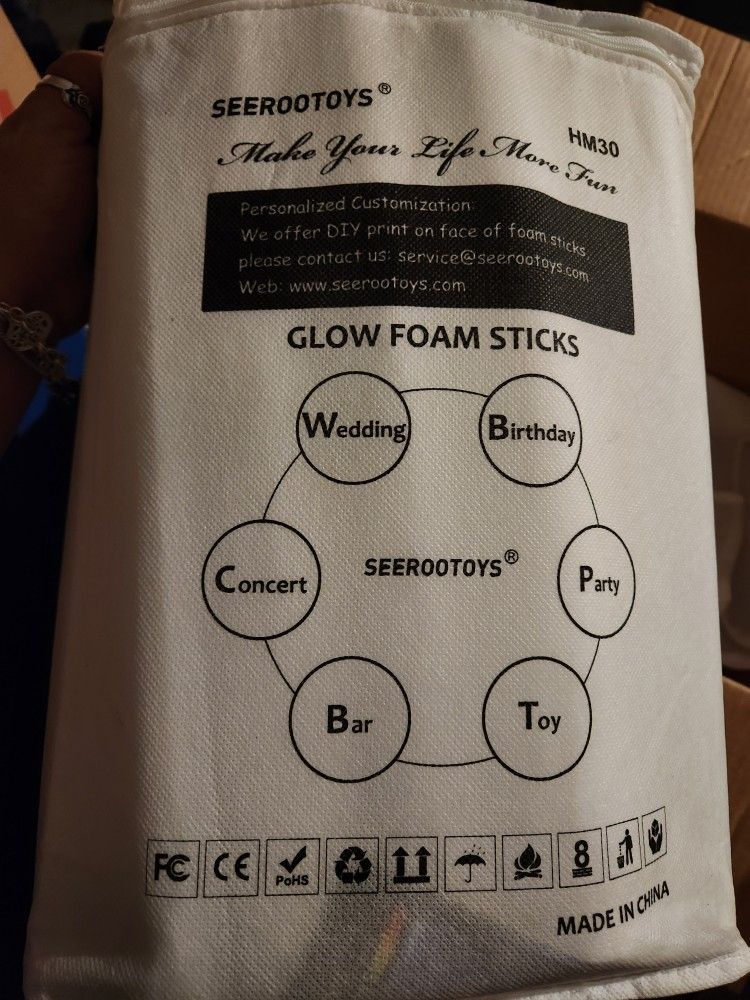 SEEROOTOYS®
HM30
Make Your Life More Fun
Personalized Customization:
We offer DIY print on face of foam sticks,
please contact us: service@seerootoys.com
Web: www.seerootoys.com
GLOW FOAM STICKS
Wedding
Birthday
Concert
SEEROOTOYS®
Party
Bar
Toy
FC CE PoHS 8
MADE IN CHINA